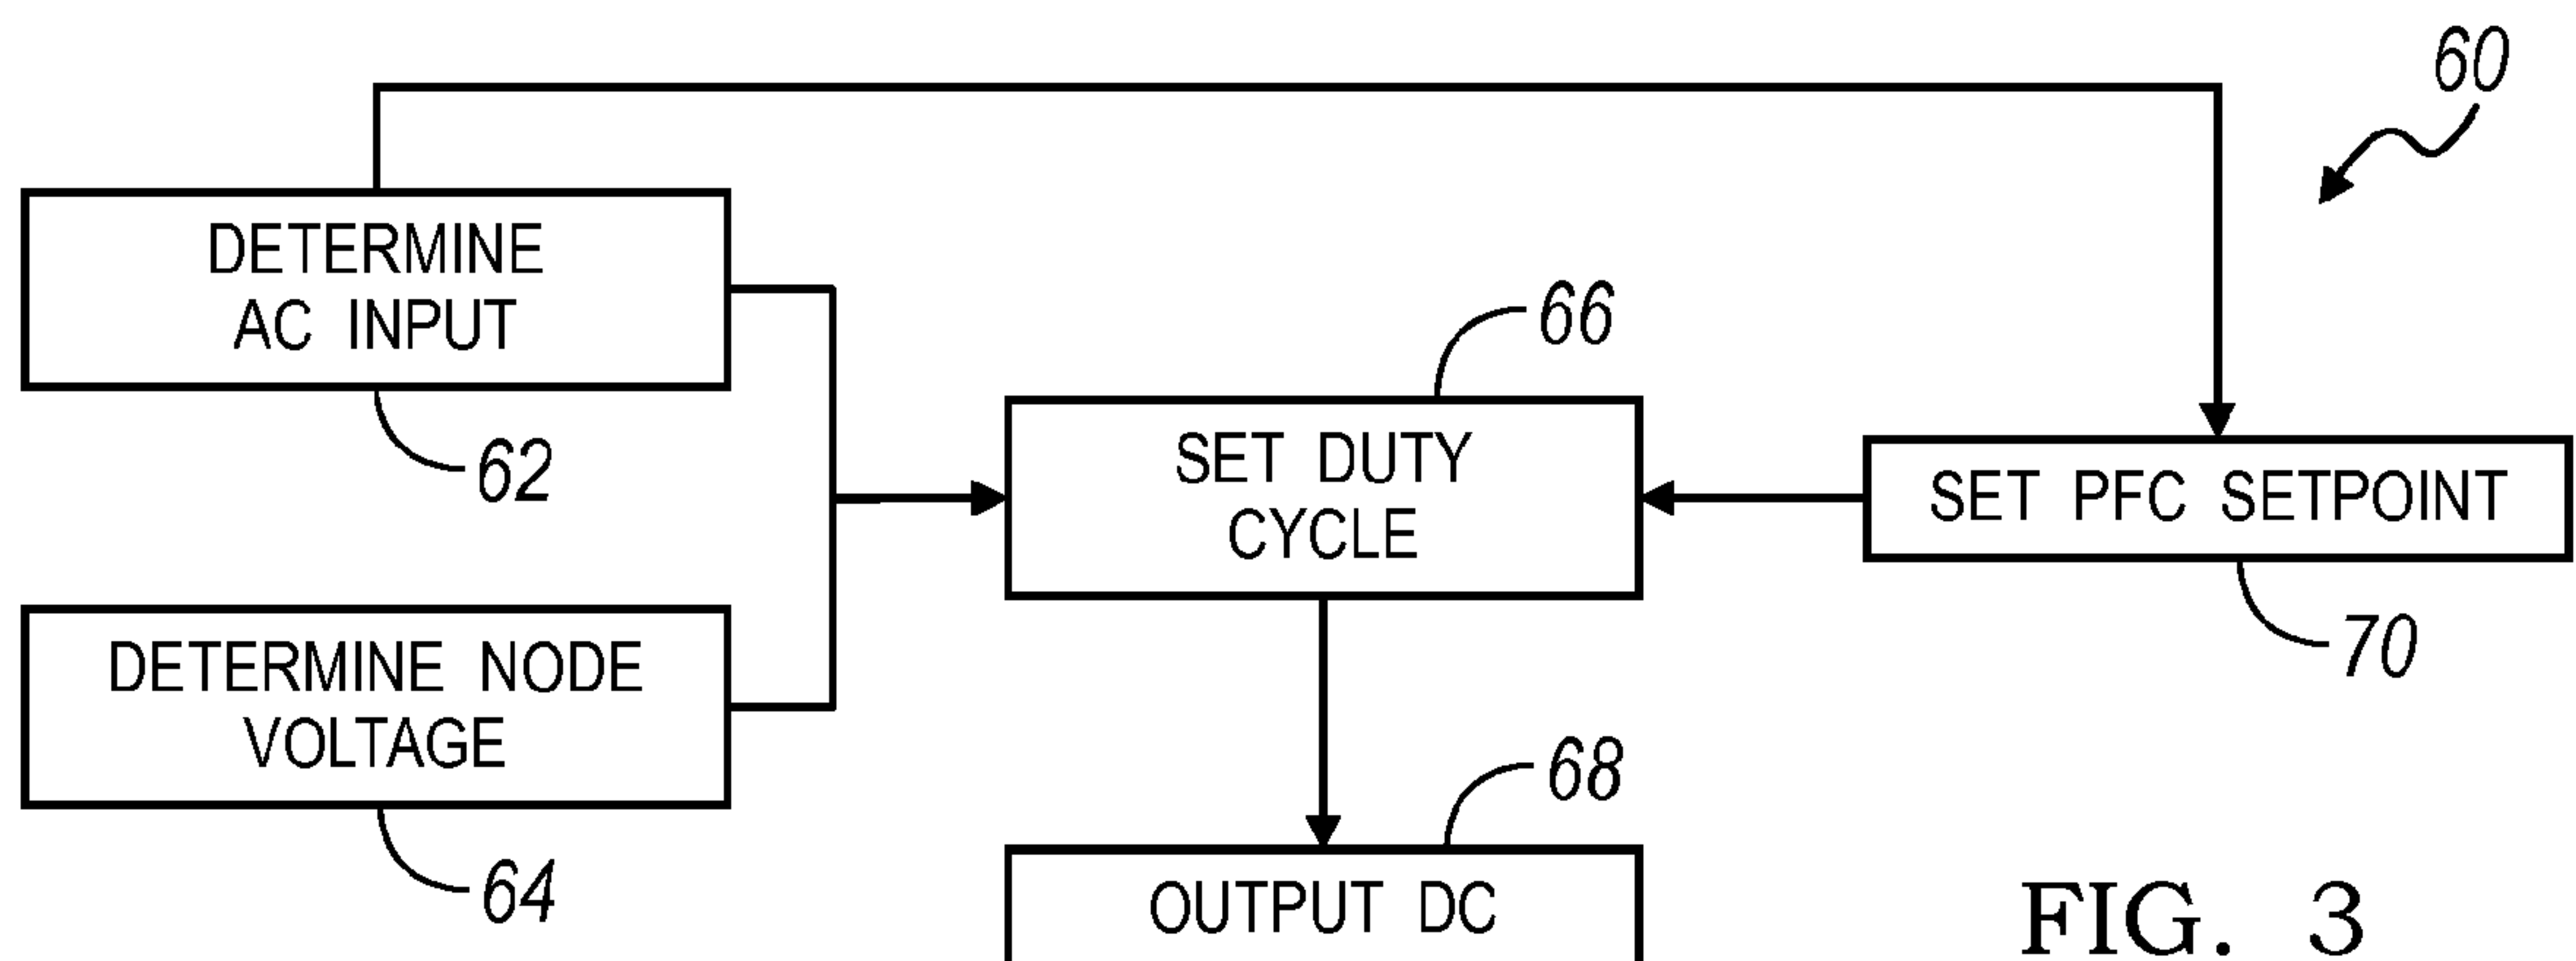 60
DETERMINE
AC INPUT
62
66
SET DUTY
CYCLE
SET PFC SETPOINT
70
DETERMINE NODE
VOLTAGE
64
68
OUTPUT DC
FIG. 3